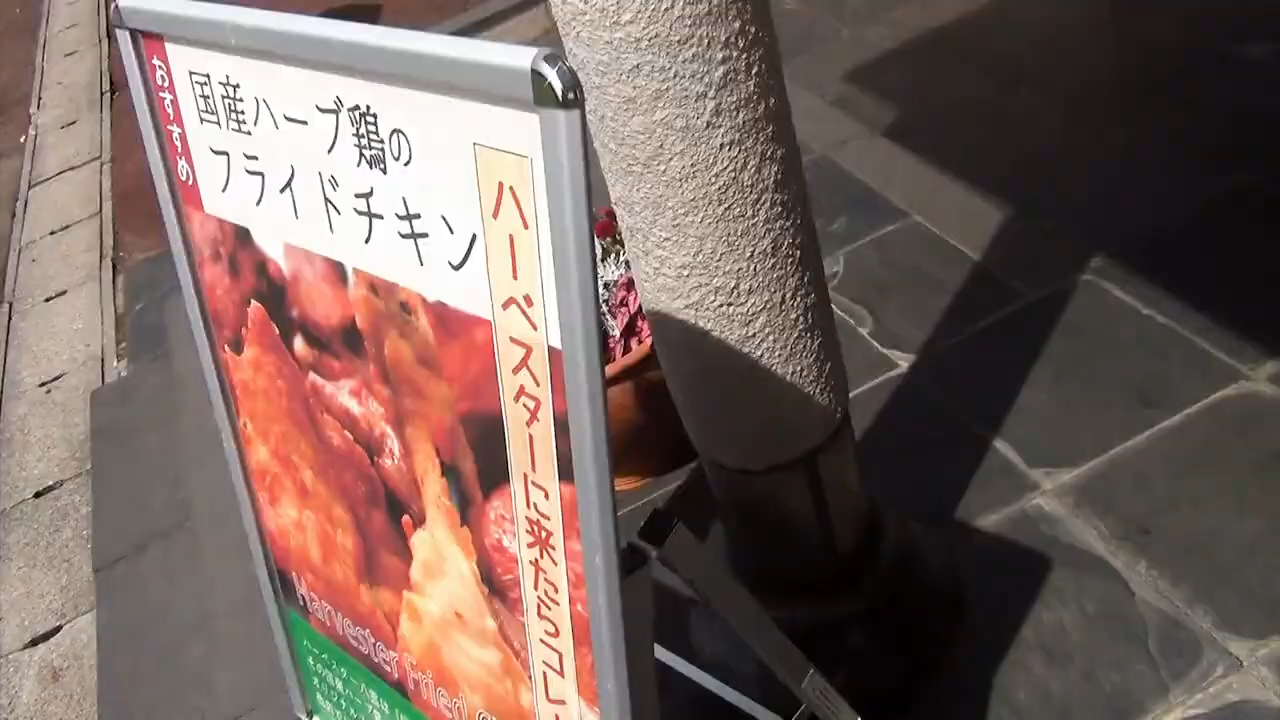 おすすめ
国産ハーブ鶏の
フライドチキン
ハーベスターに来たらコレ
Harvester Fried